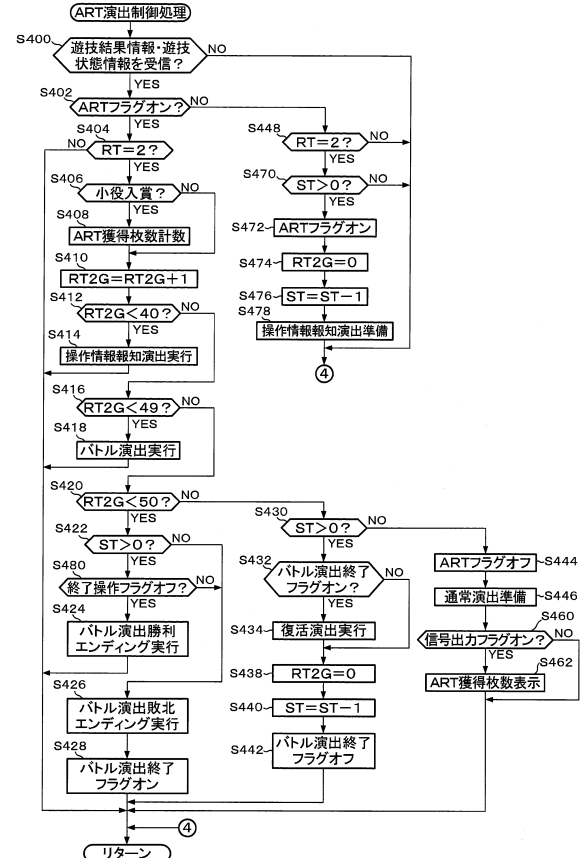 ART演出制御処理
S400
遊技結果情報・遊技
状態情報を受信？
NO
YES
S402
ARTフラグオン？
NO
YES
S404
NO
RT=2？
YES
S406
小役入賞？
NO
YES
S408
ART獲得枚数計数
S410
RT2G=RT2G+1
S412
RT2G<40？
NO
YES
S414
操作情報報知演出実行
S416
RT2G<49？
NO
YES
S418
バトル演出実行
S420
RT2G<50？
NO
YES
S422
ST>0？
NO
YES
S480
終了操作フラグオフ？
NO
YES
S424
バトル演出勝利
エンディング実行
S426
バトル演出敗北
エンディング実行
S428
バトル演出終了
フラグオン
④
リターン
S448
RT=2？
NO
YES
S470
ST>0？
NO
YES
S472
ARTフラグオン
S474
RT2G=0
S476
ST=ST-1
S478
操作情報報知演出準備
④
S430
ST>0？
NO
YES
S432
バトル演出終了
フラグオン？
NO
YES
S434
復活演出実行
S438
RT2G=0
S440
ST=ST-1
S442
バトル演出終了
フラグオフ
ARTフラグオフ
S444
通常演出準備
S446
S460
信号出力フラグオン？
NO
YES
S462
ART獲得枚数表示